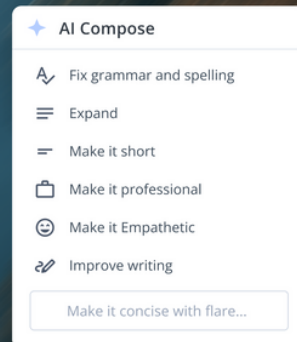 AI Compose
Fix grammar and spelling
Expand
Make it short
Make it professional
Make it Empathetic
Improve writing
Make it concise with flare...